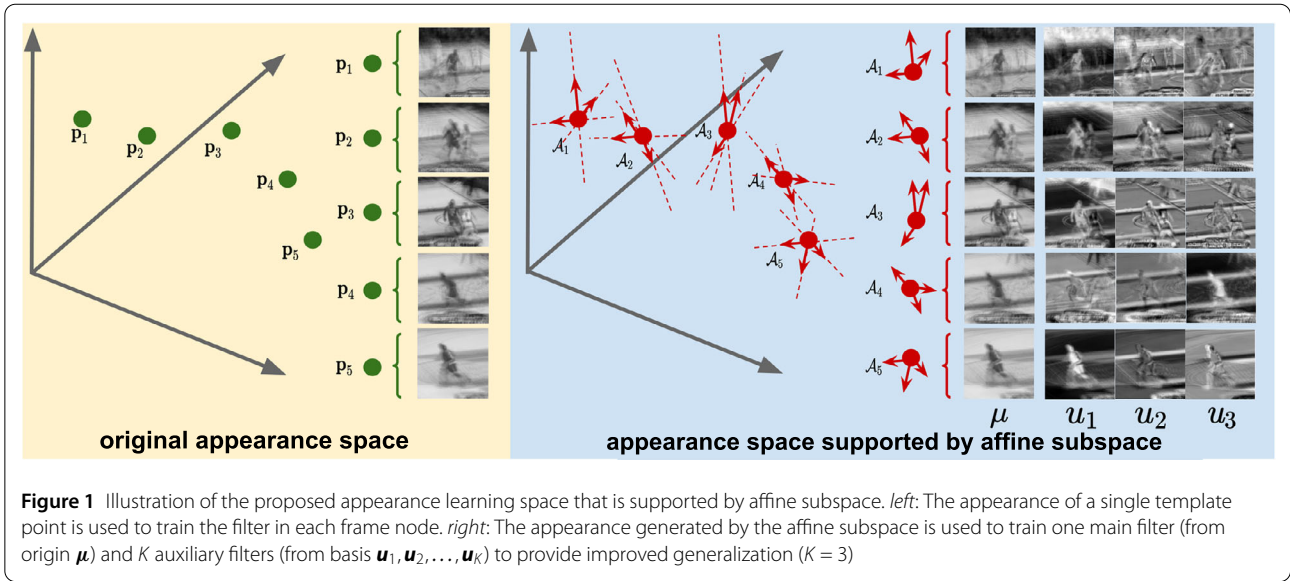 p₁
p₂
p₃
p₄
p₅
p₁
p₂
p₃
p₄
p₅
original appearance space
𝒜₁
𝒜₂
𝒜₃
𝒜₄
𝒜₅
𝒜₁
𝒜₂
𝒜₃
𝒜₄
𝒜₅
μ u₁ u₂ u₃
appearance space supported by affine subspace
Figure 1 Illustration of the proposed appearance learning space that is supported by affine subspace. left: The appearance of a single template
point is used to train the filter in each frame node. right: The appearance generated by the affine subspace is used to train one main filter (from
origin μ) and K auxiliary filters (from basis u₁, u₂, …, u_K) to provide improved generalization (K = 3)